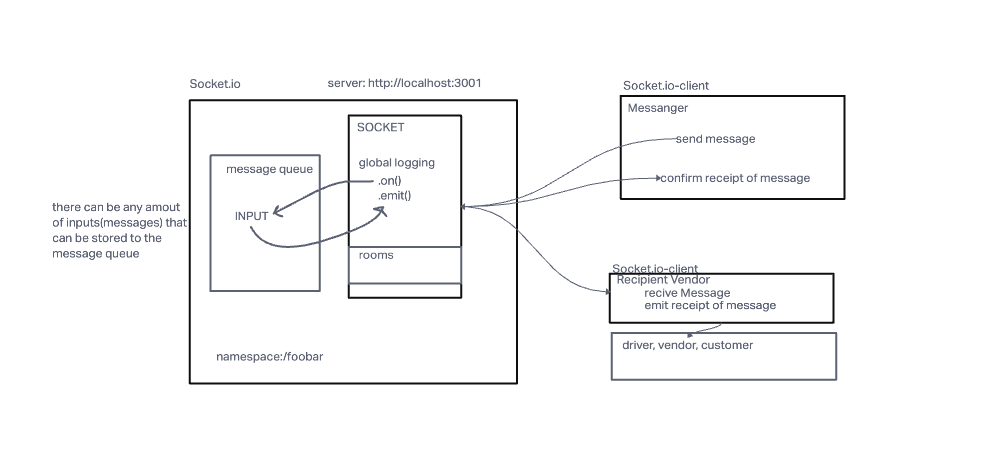 Socket.io
server: http://localhost:3001
SOCKET
global logging
.on()
.emit()
message queue
INPUT
rooms
there can be any amout
of inputs(messages) that
can be stored to the
message queue
namespace:/foobar
Socket.io-client
Messanger
send message
confirm receipt of message
Socket.io-client
Recipient Vendor
recive Message
emit receipt of message
driver, vendor, customer